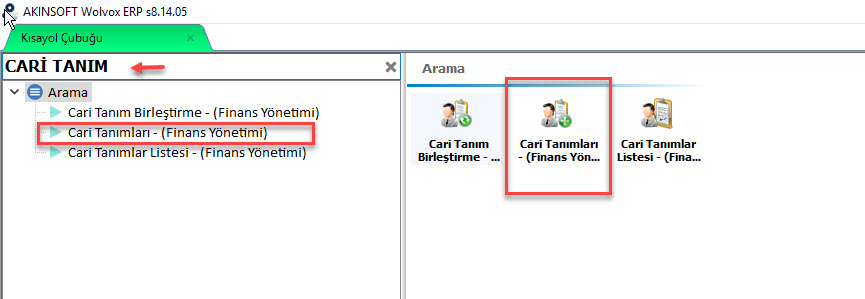 AKINSOFT Wolvox ERP s8.14.05
Kısayol Çubuğu
CARİ TANIM
Arama
Cari Tanım Birleştirme - (Finans Yönetimi)
Cari Tanımları - (Finans Yönetimi)
Cari Tanımlar Listesi - (Finans Yönetimi)
Arama
Cari Tanım
Birleştirme - ...
Cari Tanımları
- (Finans Yön...
Cari Tanımlar
Listesi - (Fina...